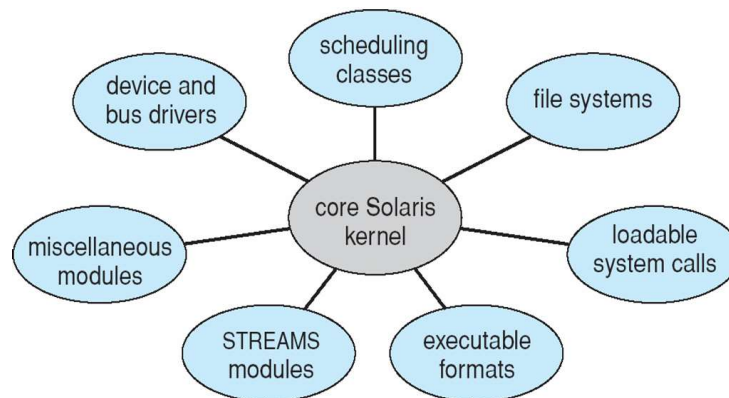 scheduling
classes
device and
bus drivers
file systems
core Solaris
kernel
miscellaneous
modules
loadable
system calls
STREAMS
modules
executable
formats